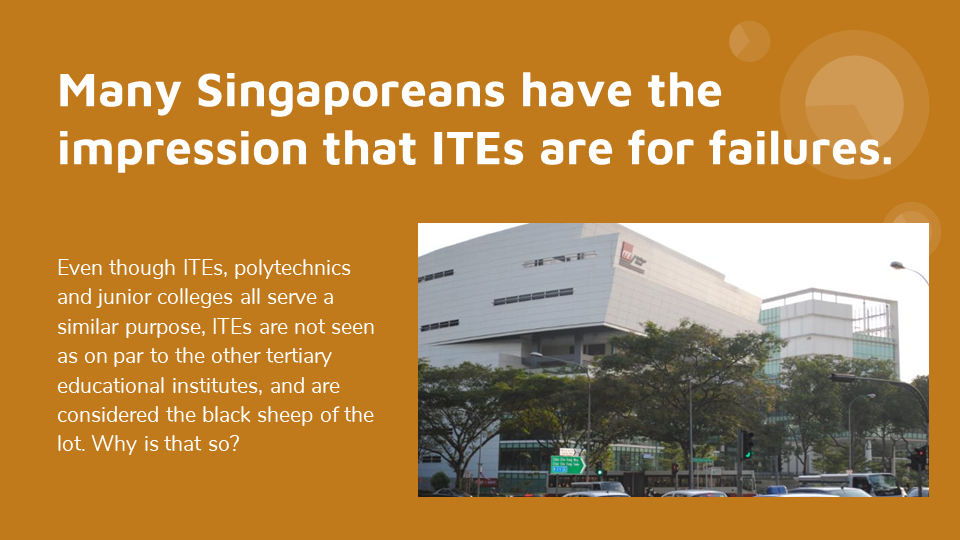 Many Singaporeans have the
impression that ITEs are for failures.
Even though ITEs, polytechnics
and junior colleges all serve a
similar purpose, ITEs are not seen
as on par to the other tertiary
educational institutes, and are
considered the black sheep of the
lot. Why is that so?